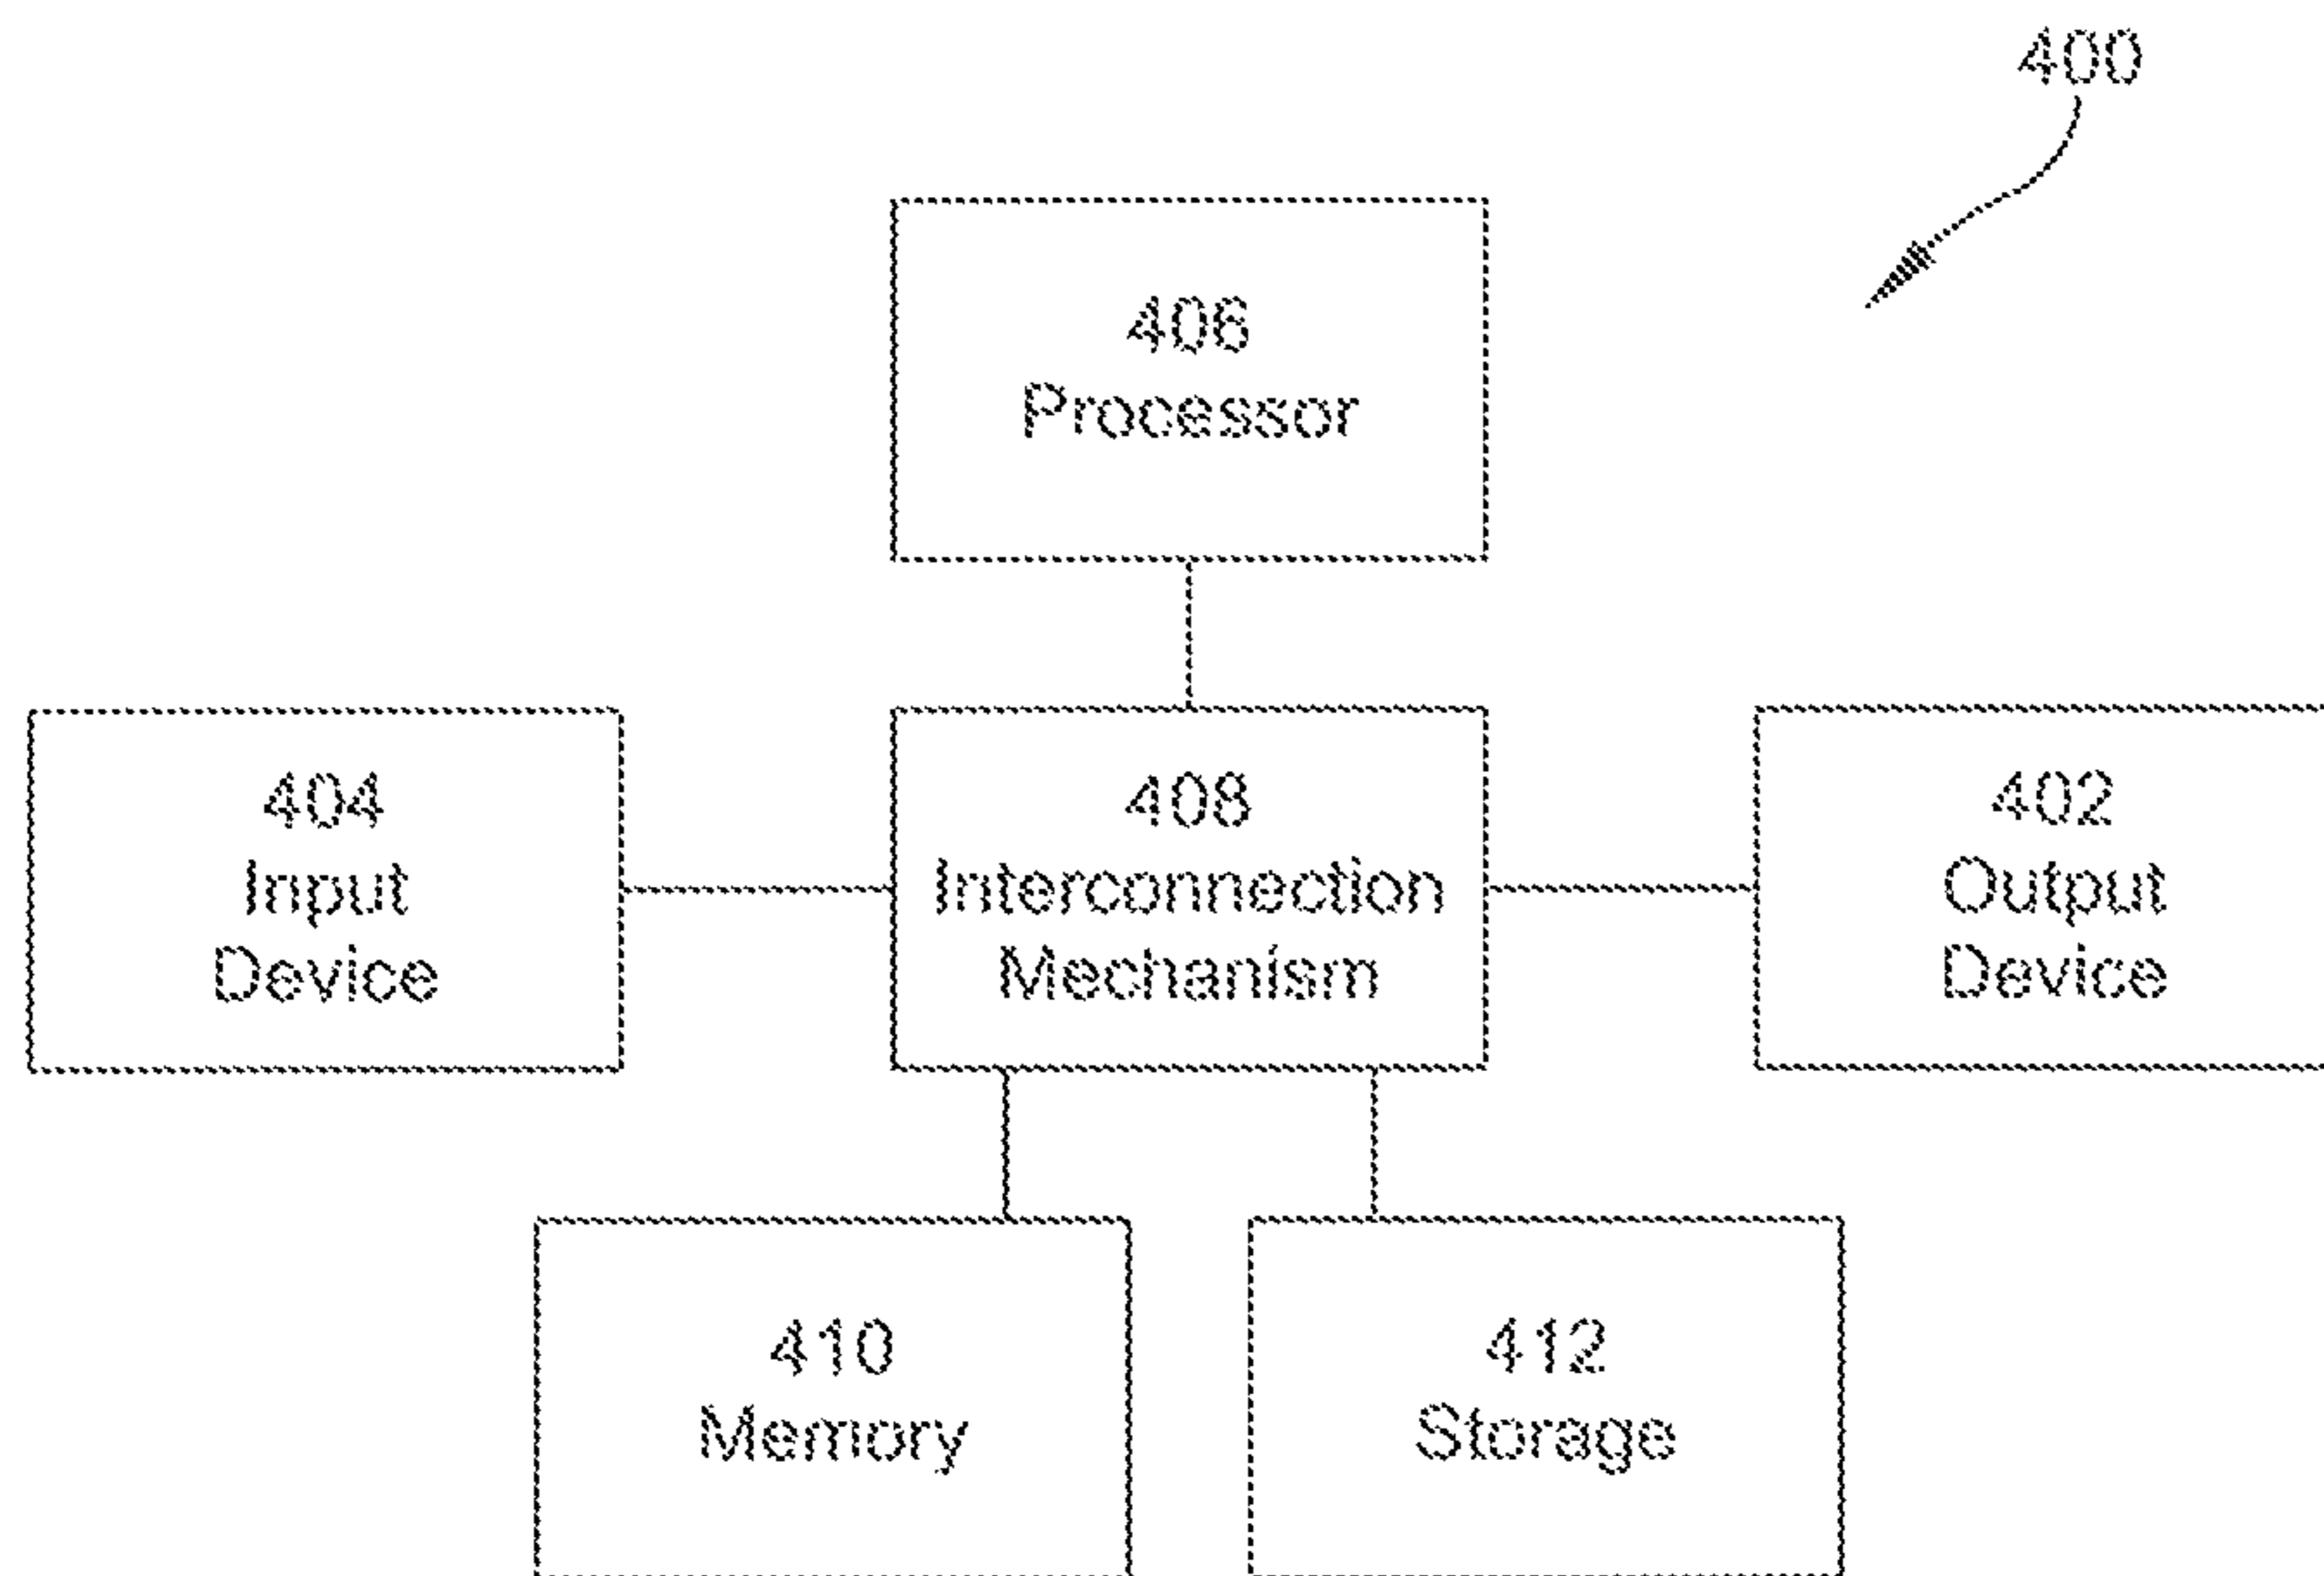 400
406
Processor
404
Input
Device
408
Interconnection
Mechanism
402
Output
Device
410
Memory
412
Storage